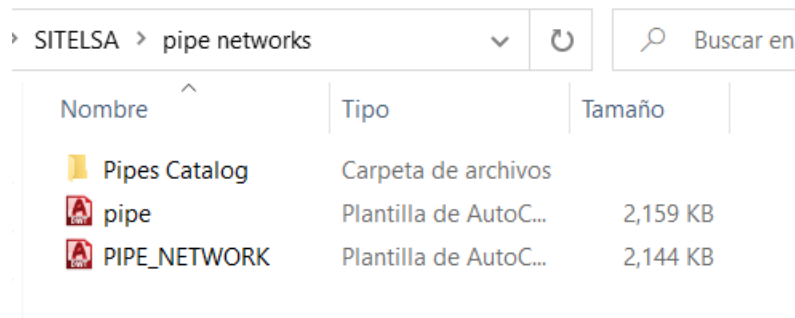 SITELSA > pipe networks Buscar en
Nombre Tipo Tamaño
Pipes Catalog Carpeta de archivos
pipe Plantilla de AutoC... 2,159 KB
PIPE_NETWORK Plantilla de AutoC... 2,144 KB